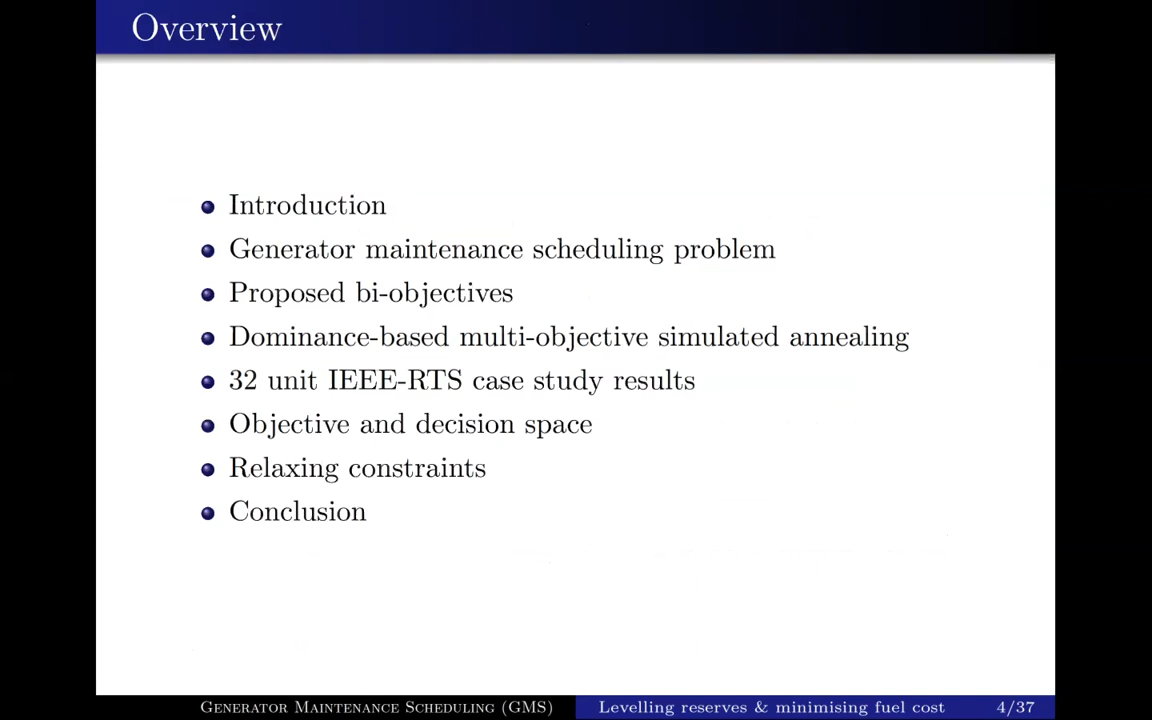 Overview
Introduction
Generator maintenance scheduling problem
Proposed bi-objectives
Dominance-based multi-objective simulated annealing
32 unit IEEE-RTS case study results
Objective and decision space
Relaxing constraints
Conclusion
Generator Maintenance Scheduling (GMS) Levelling reserves & minimising fuel cost 4/37